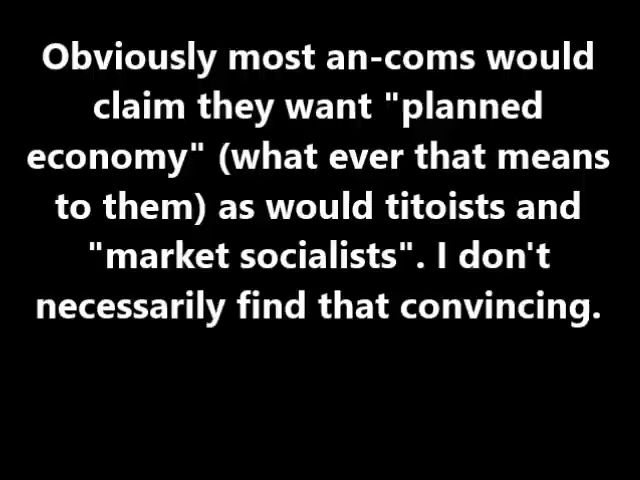 Obviously most an-coms would
claim they want "planned
economy" (what ever that means
to them) as would titoists and
"market socialists". I don't
necessarily find that convincing.